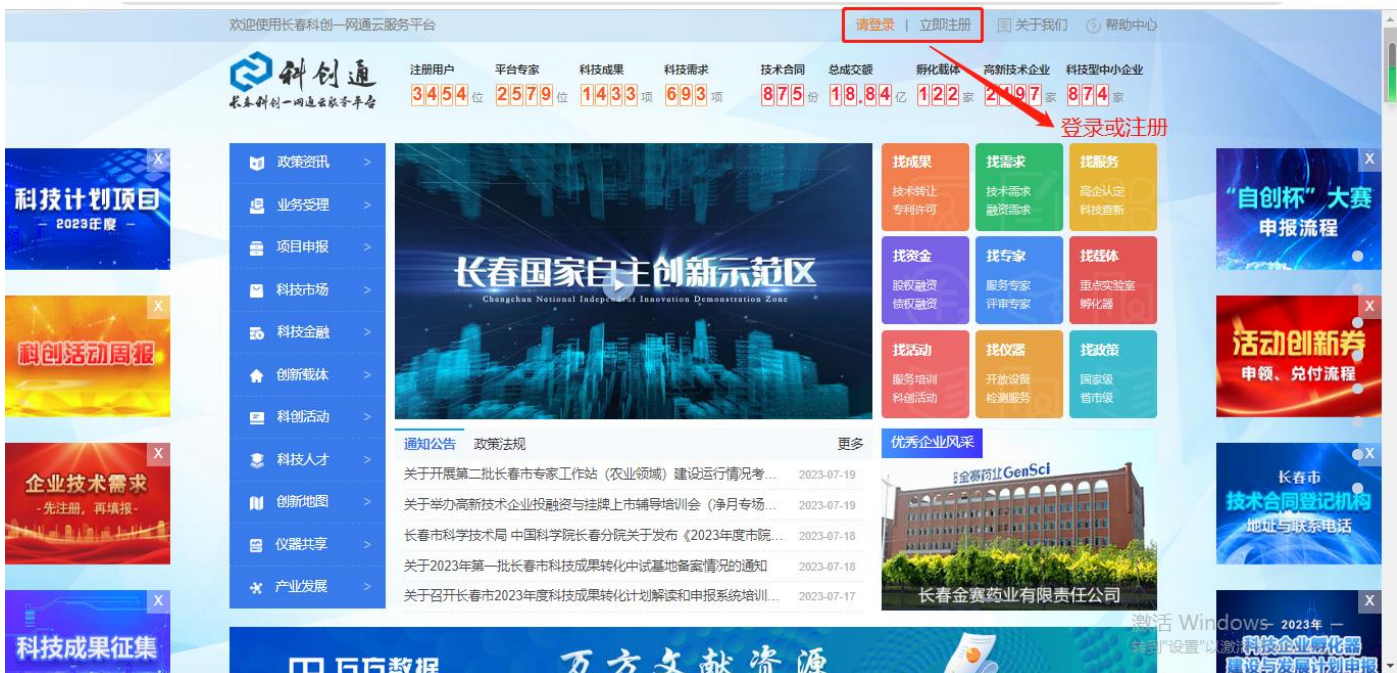 欢迎使用长春科创一网通云服务平台
请登录 | 立即注册 关于我们 帮助中心
科创通
长春科创一网通云服务平台
注册用户 平台专家 科技成果 科技需求 技术合同 总成交额 孵化载体 高新技术企业 科技型中小企业
3454位 2579位 1433项 693项 875份 18.84亿 122家 2197家 874家
登录或注册
科技计划项目
- 2023年度 -
科创活动周报
企业技术需求
-先注册,再填报-
科技成果征集
政策资讯 >
业务受理 >
项目申报 >
科技市场 >
科技金融 >
创新载体 >
科创活动 >
科技人才 >
创新地图 >
仪器共享 >
产业发展 >
长春国家自主创新示范区
Changchun National Independent Innovation Demonstration Zone
找成果
技术转让
专利许可
找需求
技术需求
融资需求
找服务
高企认定
科技查新
找资金
股权融资
债权融资
找专家
服务专家
评审专家
找载体
重点实验室
孵化器
找活动
服务培训
科创活动
找仪器
开放设备
检测服务
找政策
国家级
省市级
通知公告 政策法规 更多
关于开展第二批长春市专家工作站（农业领域）建设运行情况考... 2023-07-19
关于举办高新技术企业投融资与挂牌上市辅导培训会（净月专场... 2023-07-19
长春市科学技术局 中国科学院长春分院关于发布《2023年度市院... 2023-07-18
关于2023年第一批长春市科技成果转化中试基地备案情况的通知 2023-07-18
关于召开长春市2023年度科技成果转化计划解读和申报系统培训... 2023-07-17
优秀企业风采
金赛药业GenSci
长春金赛药业有限责任公司
“自创杯”大赛
申报流程
活动创新券
申领、兑付流程
长春市
技术合同登记机构
地址与联系电话
- 2023年 -
科技企业孵化器
建设与发展计划申报
激活 Windows
转到"设置"以激活
万方数据
万方文献资源